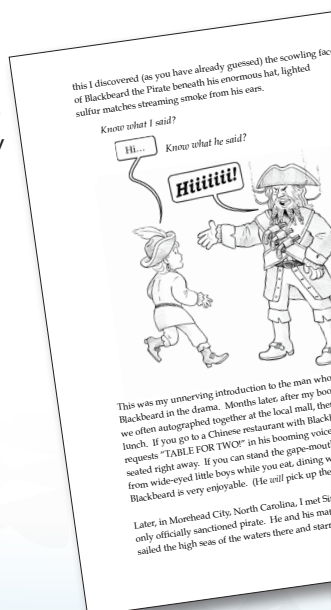 this I discovered (as you have already guessed) the scowling face
of Blackbeard the Pirate beneath his enormous hat, lighted
sulfur matches streaming smoke from his ears.
Know what I said?
Hi...
Know what he said?
Hiiiiiii!
This was my unnerving introduction to the man who
Blackbeard in the drama. Months later, after my boo
we often autographed together at the local mall, then
lunch. If you go to a Chinese restaurant with Blackb
requests "TABLE FOR TWO!" in his booming voice
seated right away. If you can stand the gape-mouth
from wide-eyed little boys while you eat, dining w
Blackbeard is very enjoyable. (He will pick up the
Later, in Morehead City, North Carolina, I met
only officially sanctioned pirate. He and his
sailed the high seas of the waters there and